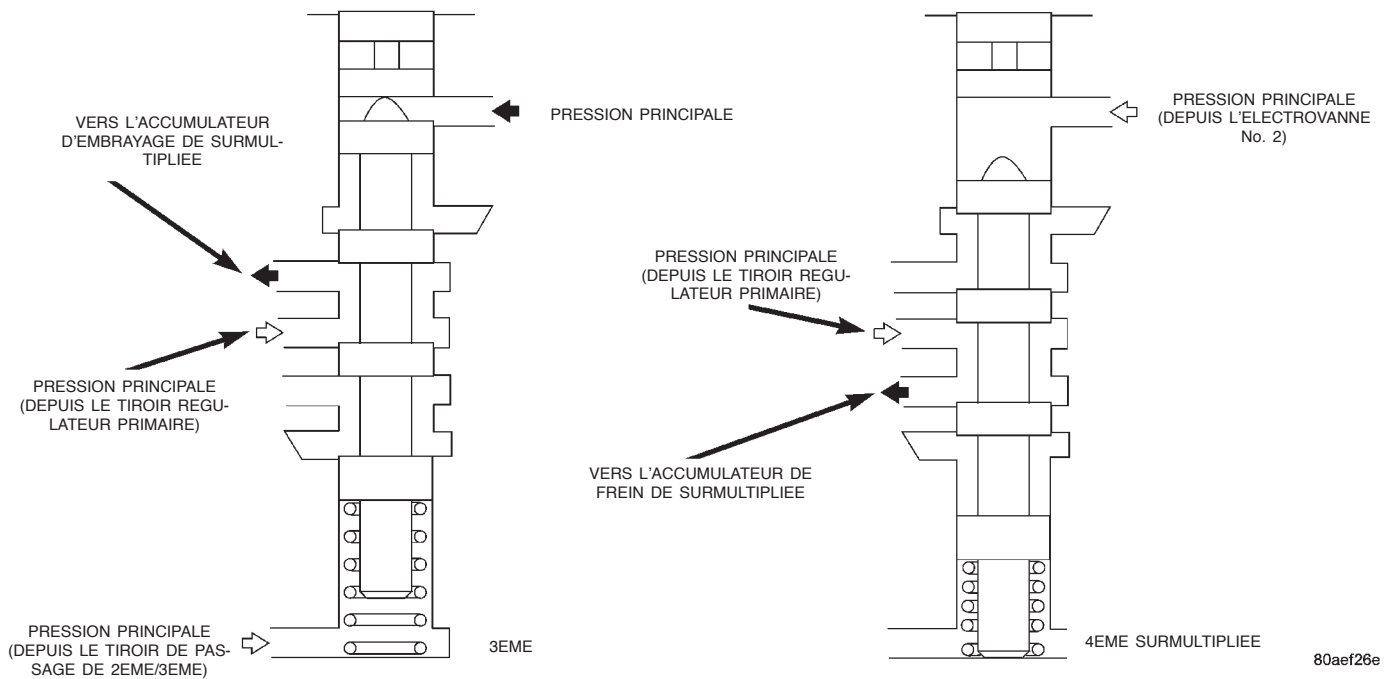 VERS L'ACCUMULATEUR
D'EMBRAYAGE DE SURMUL-
TIPLIEE
PRESSION PRINCIPALE
PRESSION PRINCIPALE
(DEPUIS LE TIROIR REGU-
LATEUR PRIMAIRE)
PRESSION PRINCIPALE
(DEPUIS LE TIROIR DE PAS-
SAGE DE 2EME/3EME)
3EME
PRESSION PRINCIPALE
(DEPUIS L'ELECTROVANNE
No. 2)
PRESSION PRINCIPALE
(DEPUIS LE TIROIR REGU-
LATEUR PRIMAIRE)
VERS L'ACCUMULATEUR DE
FREIN DE SURMULTIPLIEE
4EME SURMULTIPLIEE
80aef26e